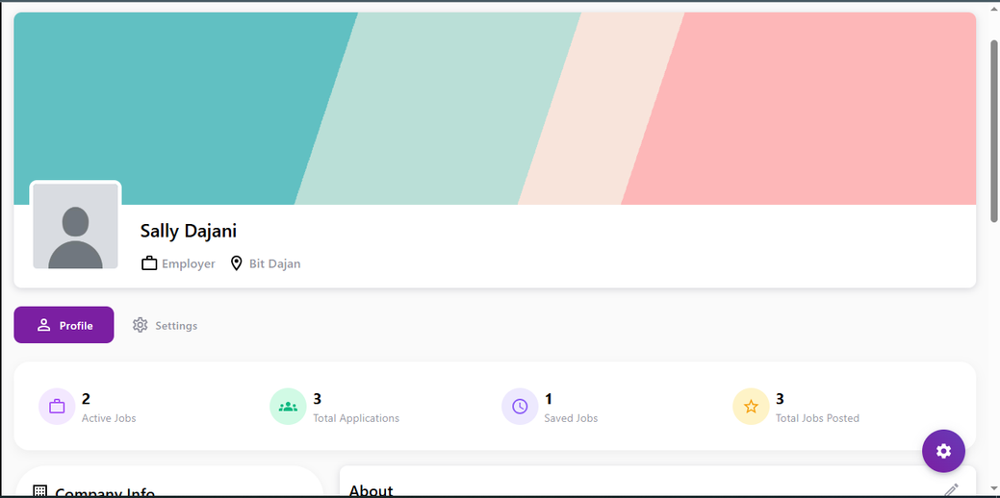 Sally Dajani
Employer Bit Dajan
Profile Settings
2
Active Jobs
3
Total Applications
1
Saved Jobs
3
Total Jobs Posted
Company Info
About